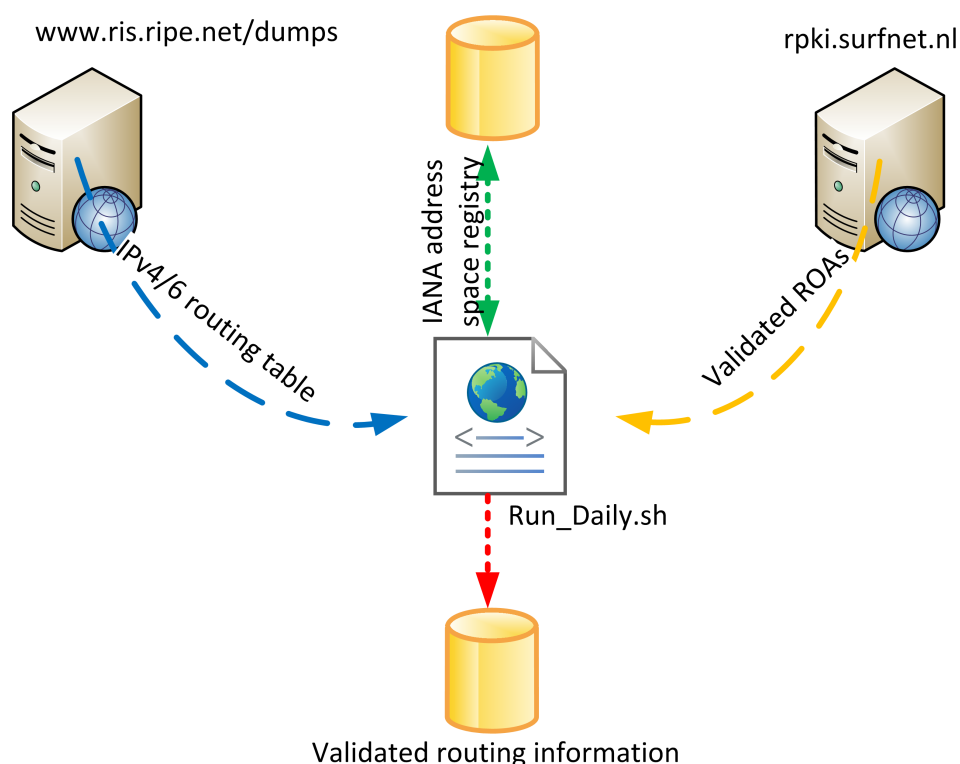 www.ris.ripe.net/dumps
rpki.surfnet.nl
IANA address
space registry
IPv4/6 routing table
Validated ROAs
Run_Daily.sh
Validated routing information